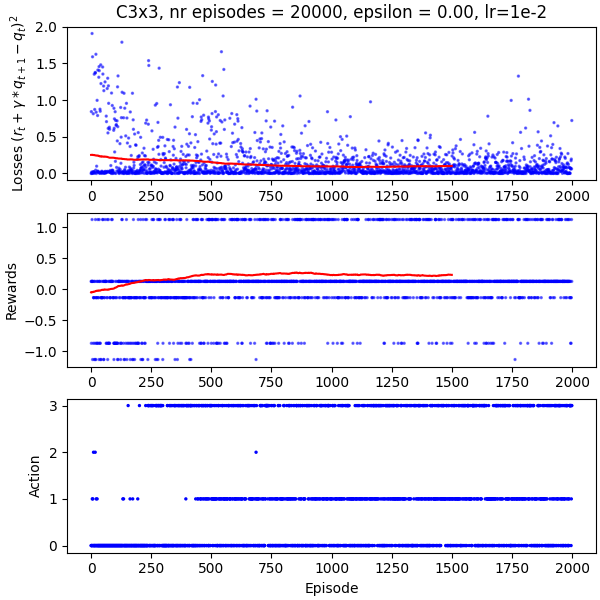 C3x3, nr episodes = 20000, epsilon = 0.00, lr=1e-2
Losses (r_t + γ * q_{t+1} − q_t)^2
2.0
1.5
1.0
0.5
0.0
0 250 500 750 1000 1250 1500 1750 2000
Rewards
1.0
0.5
0.0
−0.5
−1.0
0 250 500 750 1000 1250 1500 1750 2000
Action
3
2
1
0
0 250 500 750 1000 1250 1500 1750 2000
Episode